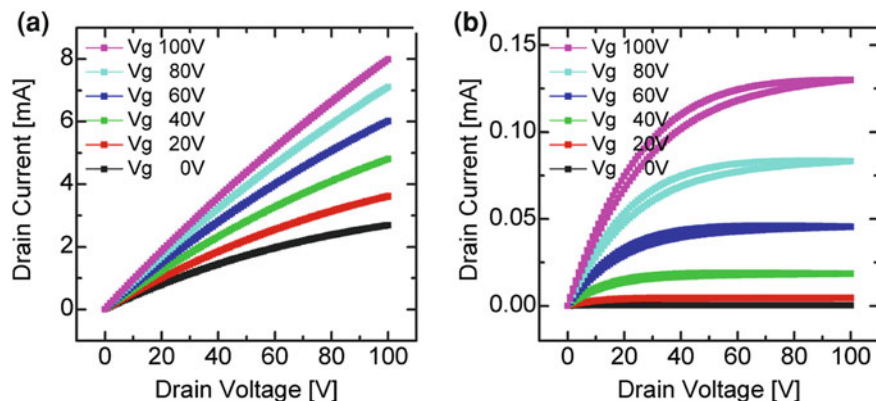 (a)
Vg 100V
Vg 80V
Vg 60V
Vg 40V
Vg 20V
Vg 0V
8
6
4
2
0
Drain Current [mA]
0 20 40 60 80 100
Drain Voltage [V]
(b)
Vg 100V
Vg 80V
Vg 60V
Vg 40V
Vg 20V
Vg 0V
0.15
0.10
0.05
0.00
Drain Current [mA]
0 20 40 60 80 100
Drain Voltage [V]